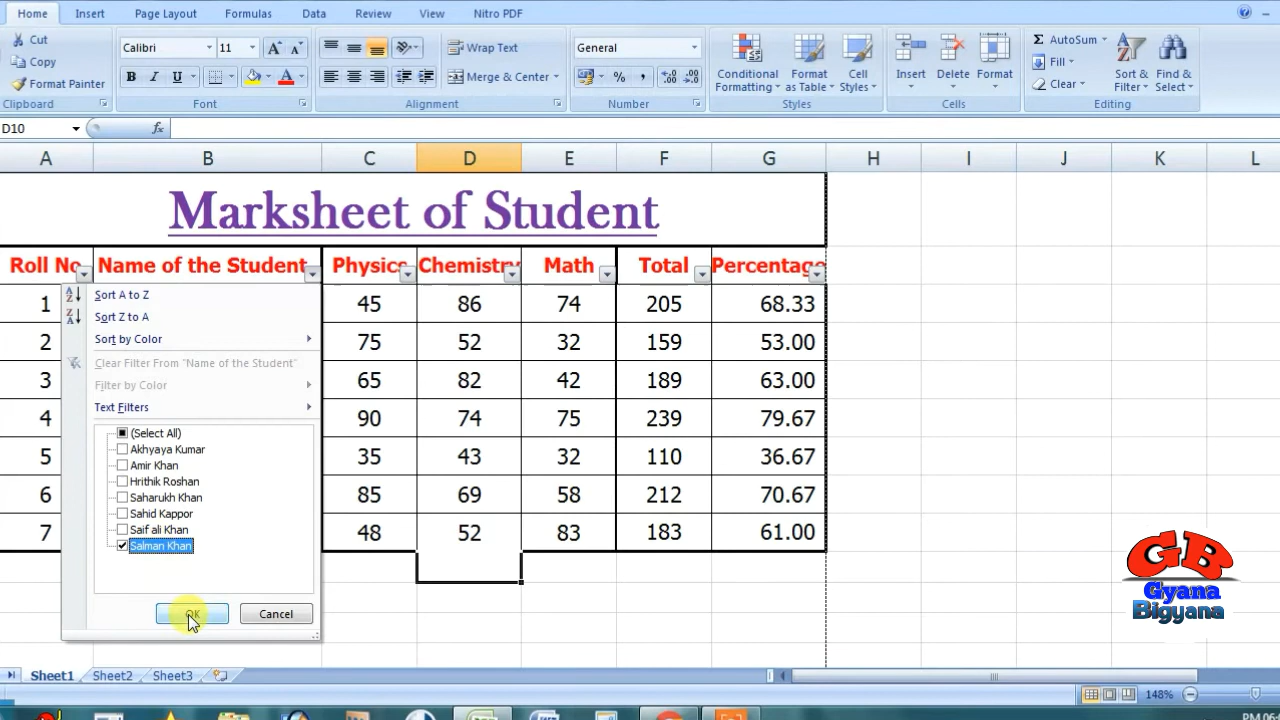 Home Insert Page Layout Formulas Data Review View Nitro PDF
Cut Calibri 11 A A Wrap Text General AutoSum
Copy Fill
Format Painter B I U A Merge & Center % , Conditional Formatting Format as Table Cell Styles Insert Delete Format Clear Sort & Filter Find & Select
Clipboard Font Alignment Number Styles Cells Editing
D10 fx
A B C D E F G H I J K L
Marksheet of Student
Roll No Name of the Student Physics Chemistry Math Total Percentage
1 45 86 74 205 68.33
2 75 52 32 159 53.00
3 65 82 42 189 63.00
4 90 74 75 239 79.67
5 35 43 32 110 36.67
6 85 69 58 212 70.67
7 48 52 83 183 61.00
Sort A to Z
Sort Z to A
Sort by Color
Clear Filter From "Name of the Student"
Filter by Color
Text Filters
(Select All)
Akhyaya Kumar
Amir Khan
Hrithik Roshan
Saharukh Khan
Sahid Kappor
Saif ali Khan
Salman Khan
OK Cancel
GB
Gyana
Bigyana
Sheet1 Sheet2 Sheet3
148%